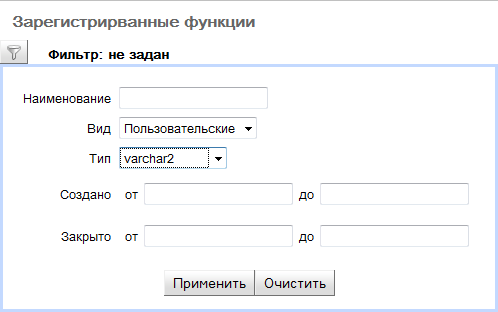 Зарегистрирванные функции
Фильтр: не задан
Наименование
Вид Пользовательские
Тип varchar2
Создано от до
Закрыто от до
Применить Очистить